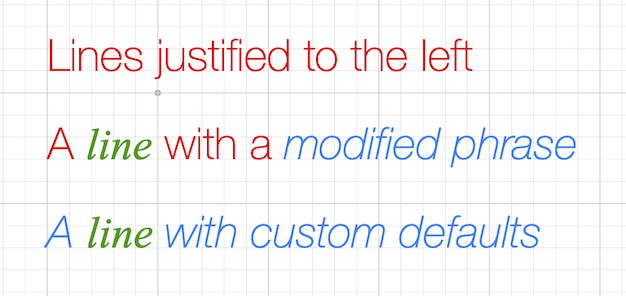 Lines justified to the left
A line with a modified phrase
A line with custom defaults